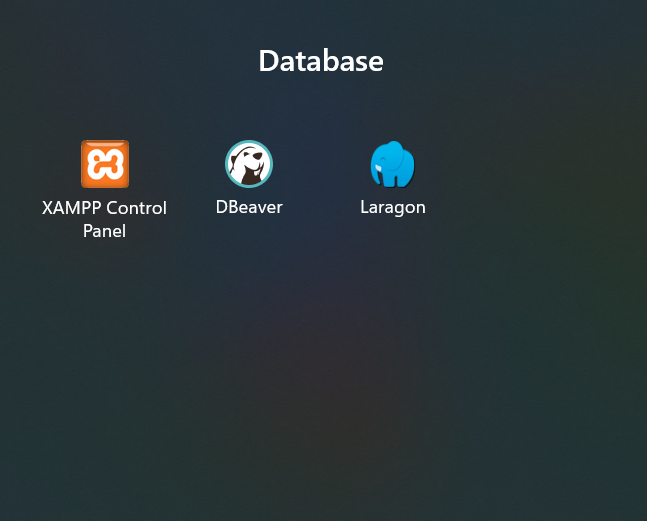 Database
XAMPP Control
Panel
DBeaver
Laragon